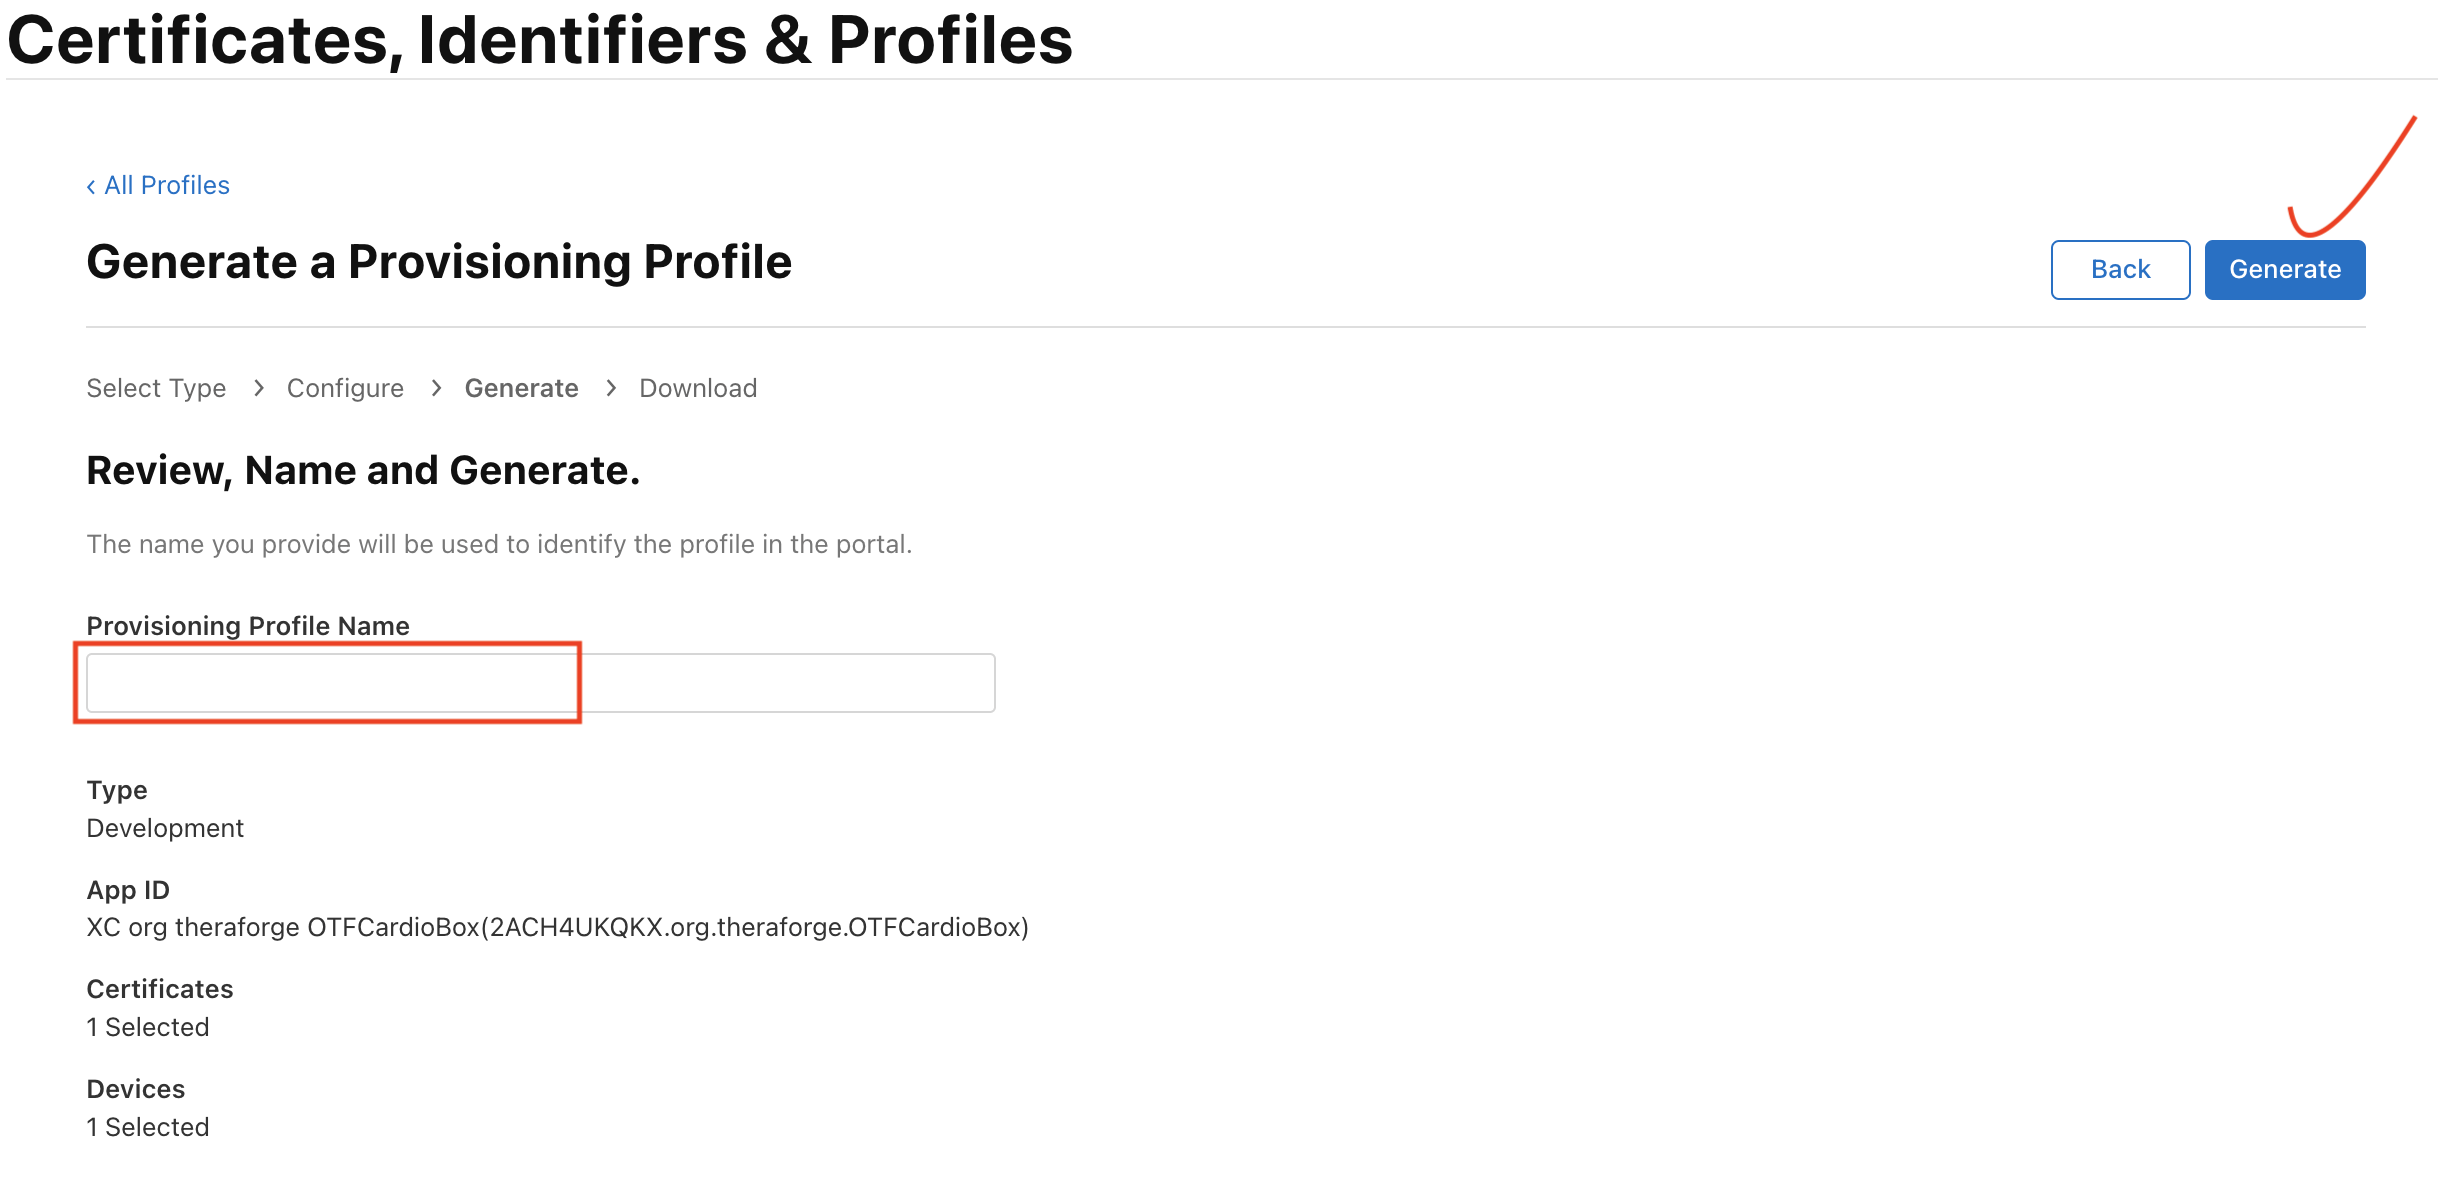 Certificates, Identifiers & Profiles
‹ All Profiles
Generate a Provisioning Profile
Back
Generate
Select Type > Configure > Generate > Download
Review, Name and Generate.
The name you provide will be used to identify the profile in the portal.
Provisioning Profile Name
Type
Development
App ID
XC org theraforge OTFCardioBox(2ACH4UKQKX.org.theraforge.OTFCardioBox)
Certificates
1 Selected
Devices
1 Selected